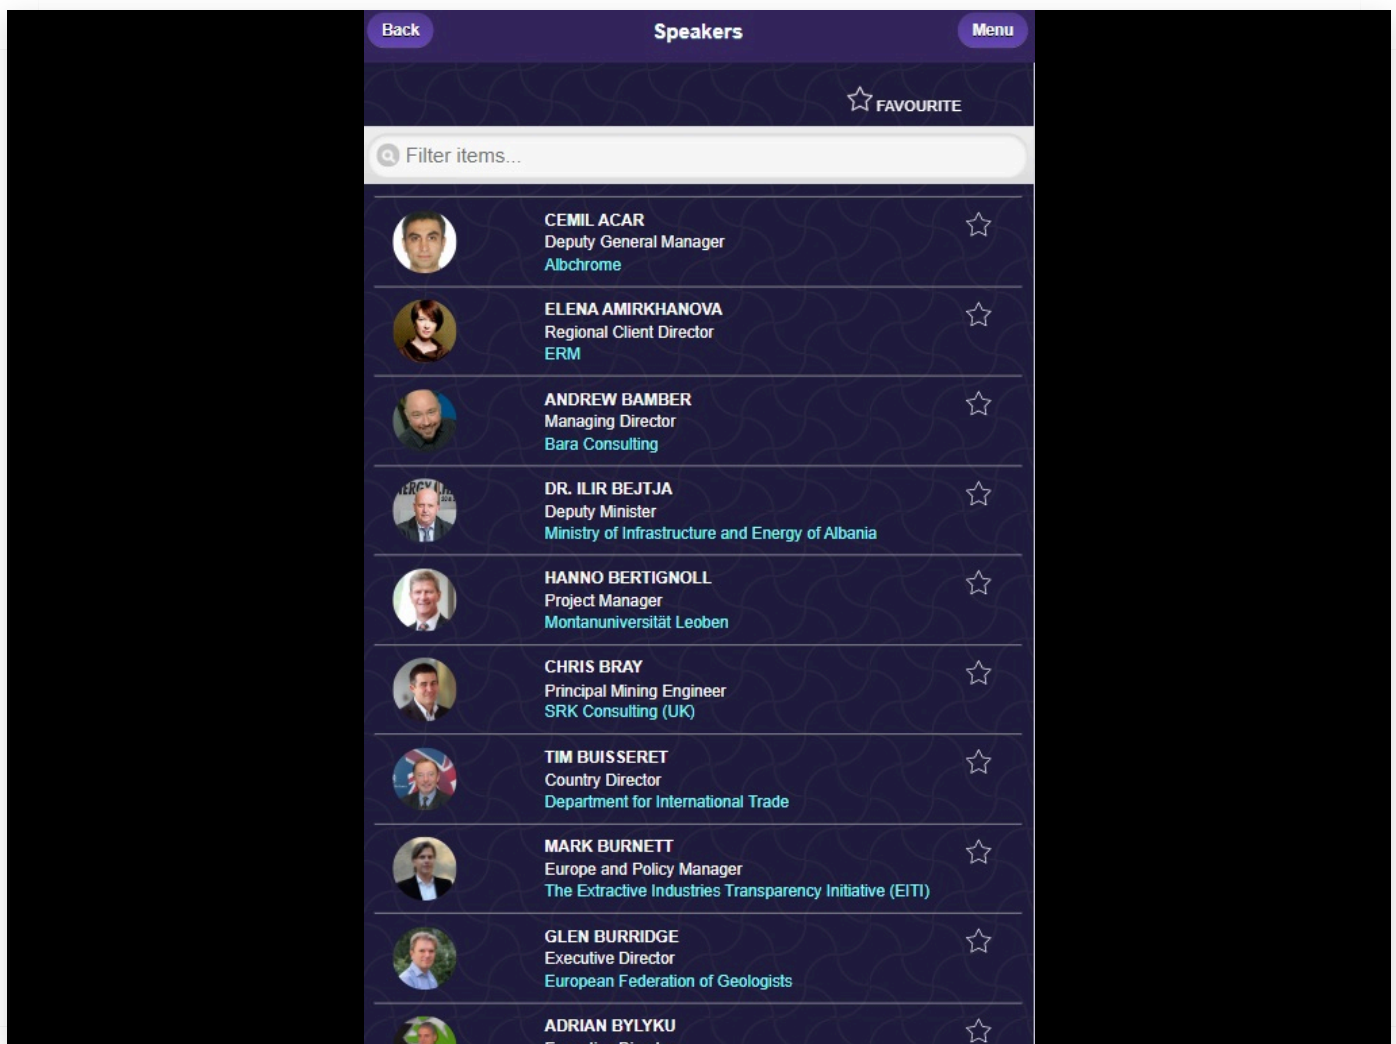 Back
Speakers
Menu
FAVOURITE
Filter items...
CEMIL ACAR
Deputy General Manager
Albchrome
ELENA AMIRKHANOVA
Regional Client Director
ERM
ANDREW BAMBER
Managing Director
Bara Consulting
DR. ILIR BEJTJA
Deputy Minister
Ministry of Infrastructure and Energy of Albania
HANNO BERTIGNOLL
Project Manager
Montanuniversität Leoben
CHRIS BRAY
Principal Mining Engineer
SRK Consulting (UK)
TIM BUISSERET
Country Director
Department for International Trade
MARK BURNETT
Europe and Policy Manager
The Extractive Industries Transparency Initiative (EITI)
GLEN BURRIDGE
Executive Director
European Federation of Geologists
ADRIAN BYLYKU